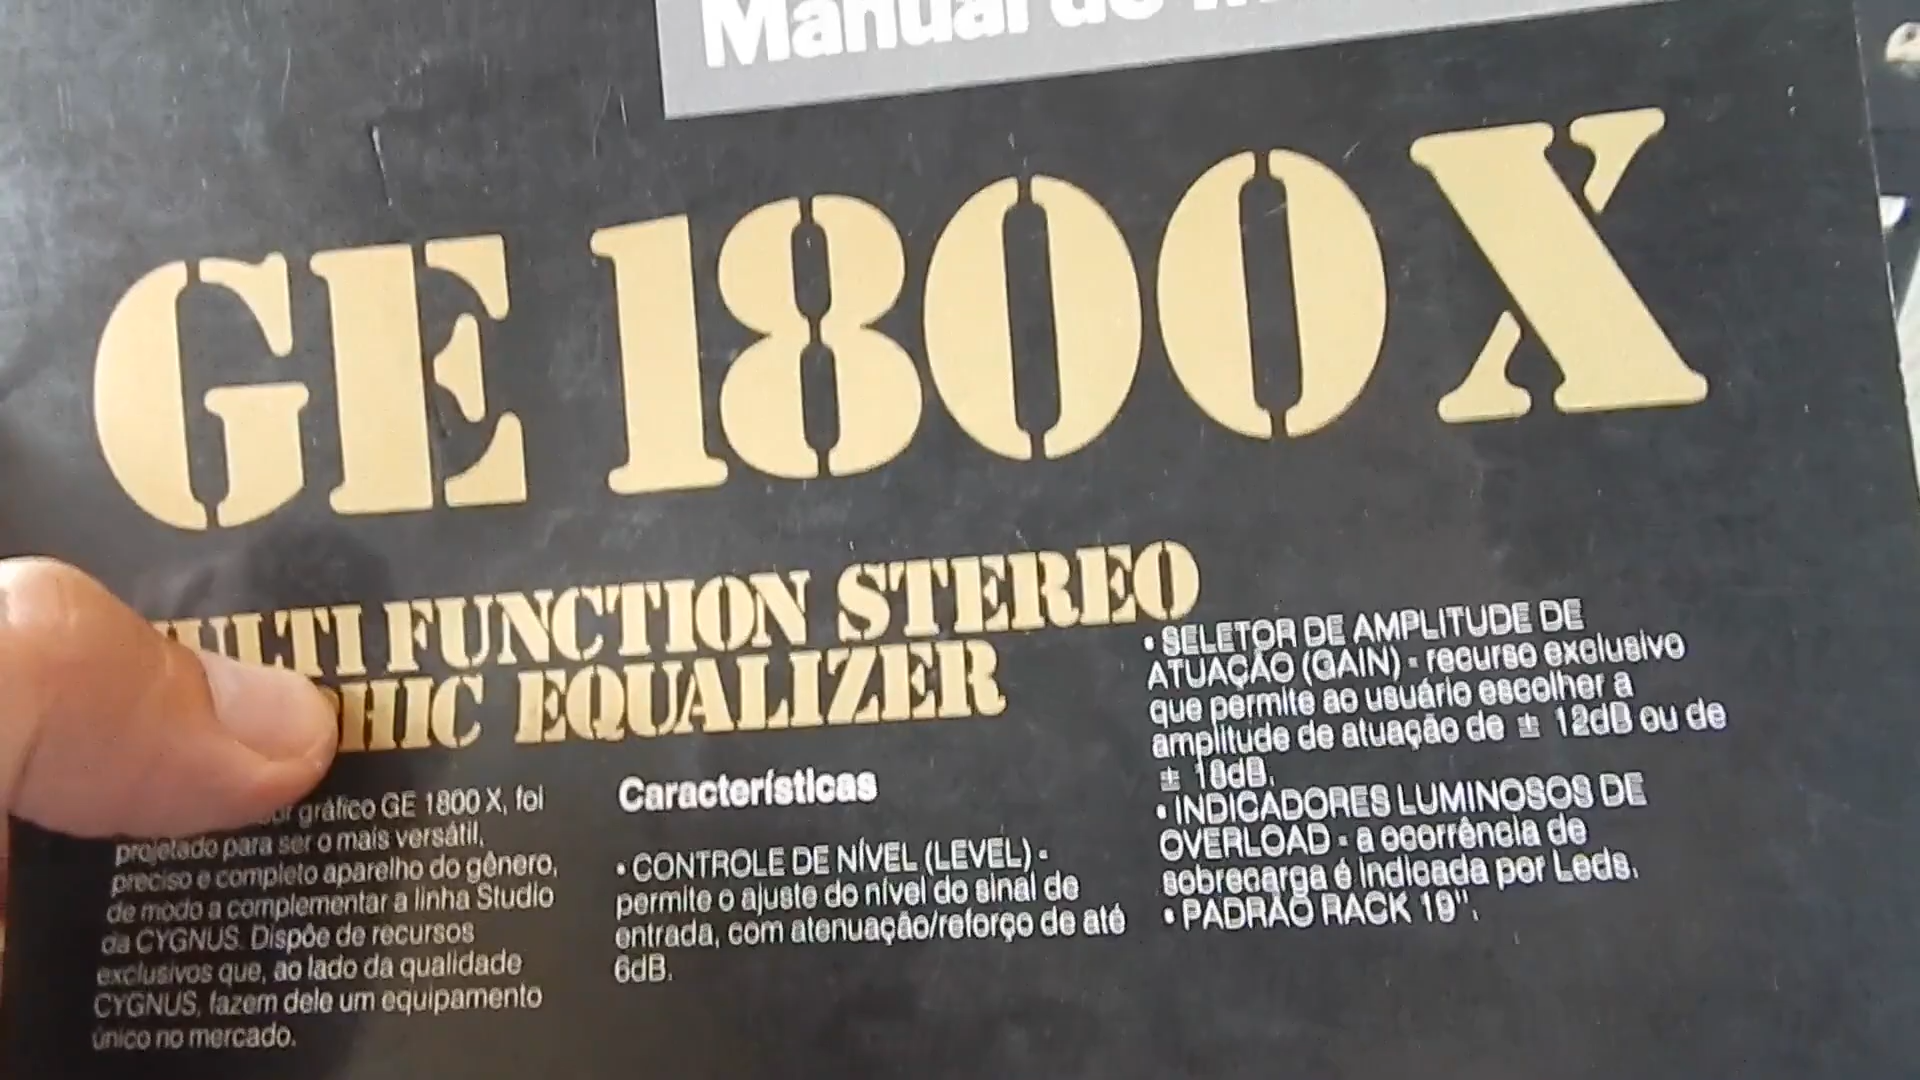 Manual de
GE 1800 X
MULTI FUNCTION STEREO
EQUALIZER
gráfico GE 1800 X, foi
projetado para ser o mais versátil,
preciso e completo aparelho do gênero,
de modo a complementar a linha Studio
da CYGNUS. Dispõe de recursos
exclusivos que, ao lado da qualidade
CYGNUS, fazem dele um equipamento
único no mercado.
Características
• CONTROLE DE NÍVEL (LEVEL) -
permite o ajuste do nível do sinal de
entrada, com atenuação/reforço de até
6dB.
• SELETOR DE AMPLITUDE DE
ATUAÇÃO (GAIN) - recurso exclusivo
que permite ao usuário escolher a
amplitude de atuação de ± 12dB ou de
± 18dB.
• INDICADORES LUMINOSOS DE
OVERLOAD - a ocorrência de
sobrecarga é indicada por Leds.
• PADRÃO RACK 19".